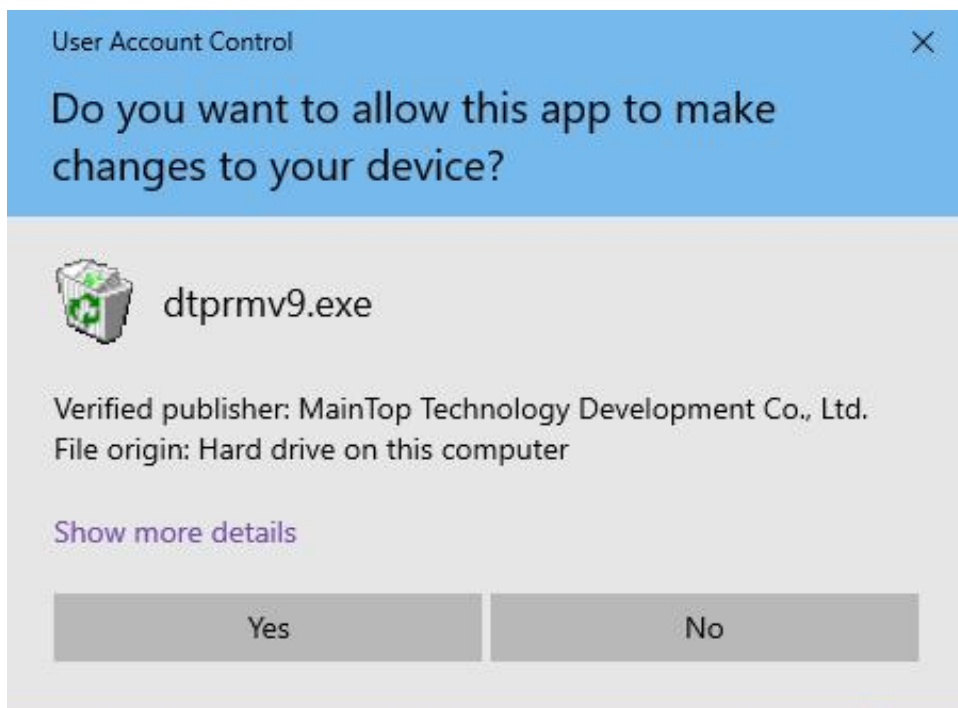 User Account Control
Do you want to allow this app to make
changes to your device?
dtprmv9.exe
Verified publisher: MainTop Technology Development Co., Ltd.
File origin: Hard drive on this computer
Show more details
Yes
No